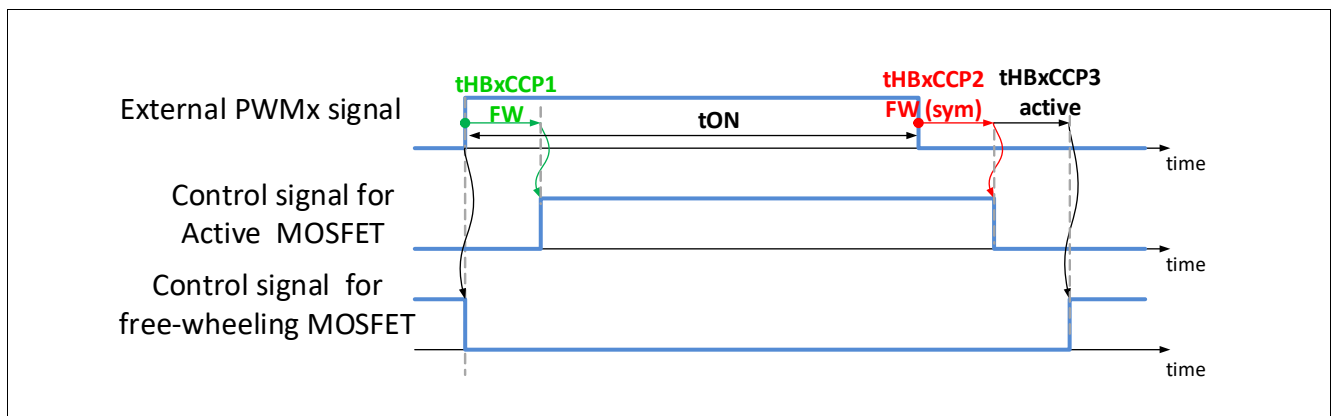 tHBxCCP1
FW
tHBxCCP2
FW (sym)
tHBxCCP3
active
External PWMx signal
tON
time
Control signal for
Active MOSFET
time
Control signal for
free-wheeling MOSFET
time